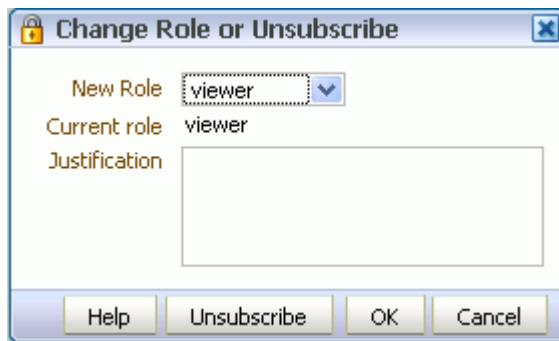 Change Role or Unsubscribe
New Role viewer
Current role viewer
Justification
Help Unsubscribe OK Cancel